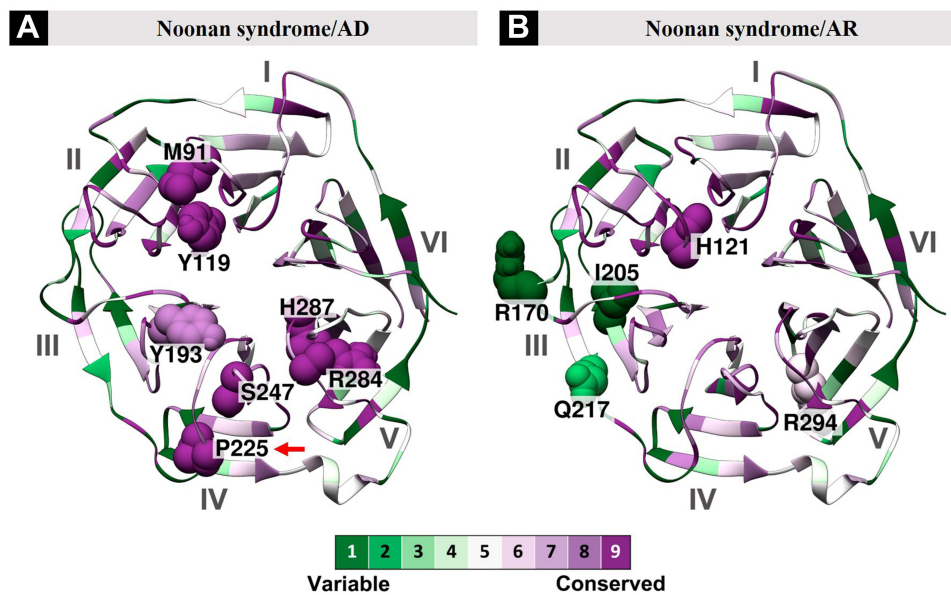 A Noonan syndrome/AD
B Noonan syndrome/AR
I
II
M91
Y119
VI
H287
III
Y193
R284
S247
P225
V
IV
I
II
H121
VI
I205
R170
III
Q217
R294
V
IV
1 2 3 4 5 6 7 8 9
Variable Conserved